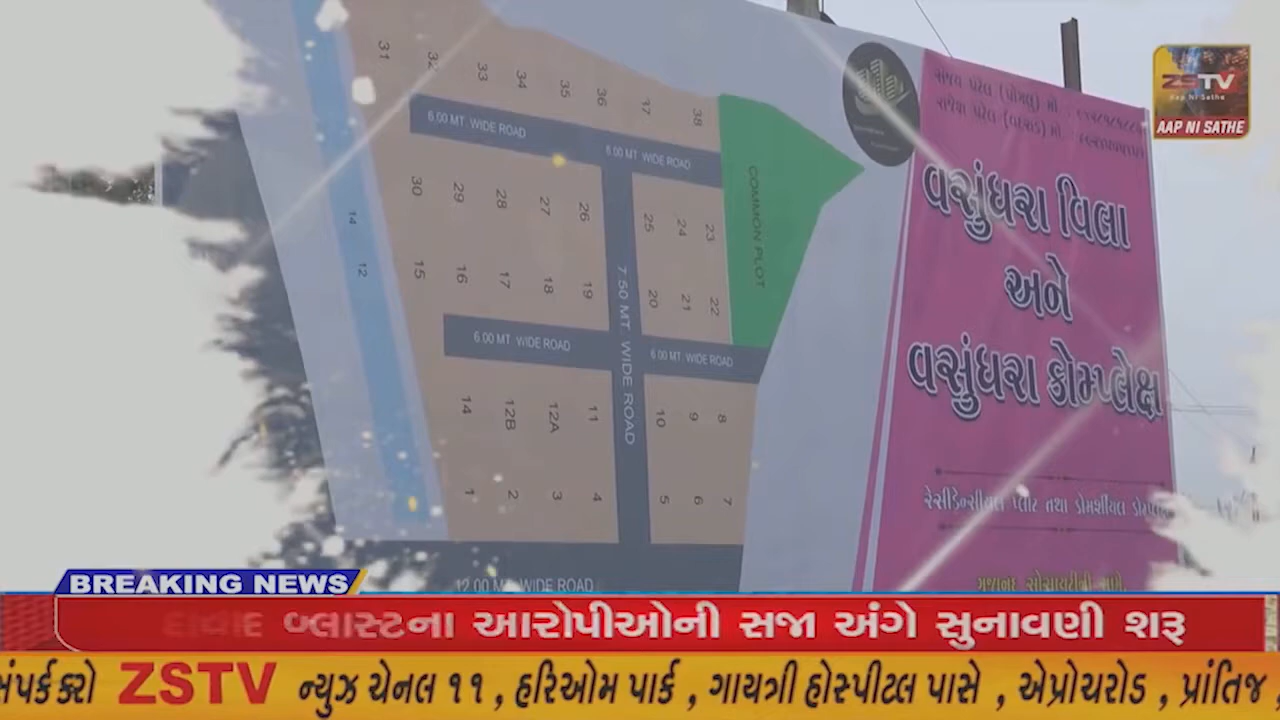 31 32 33 34 35 36 37 38
6.00 MT. WIDE ROAD
6.00 MT. WIDE ROAD
30 29 28 27 26 25 24 23
COMMON PLOT
14
12
15 16 17 18 19 20 21 22
7.50 MT. WIDE ROAD
6.00 MT. WIDE ROAD
6.00 MT. WIDE ROAD
14 12B 12A 11 10 9 8
1 2 3 4 5 6 7
12.00 MT. WIDE ROAD
વસુંધરા વિલા
અને
વસુંધરા કોમ્પ્લેક્ષ
ZSTV
Aap Ni Sathe
AAP NI SATHE
BREAKING NEWS
બ્લાસ્ટના આરોપીઓની સજા અંગે સુનાવણી શરૂ
સંપર્ક કરો ZSTV ન્યુઝ ચેનલ ૧૧ , હરિઓમ પાર્ક , ગાયત્રી હોસ્પીટલ પાસે , એપ્રોચરોડ , પ્રાંતિજ ,